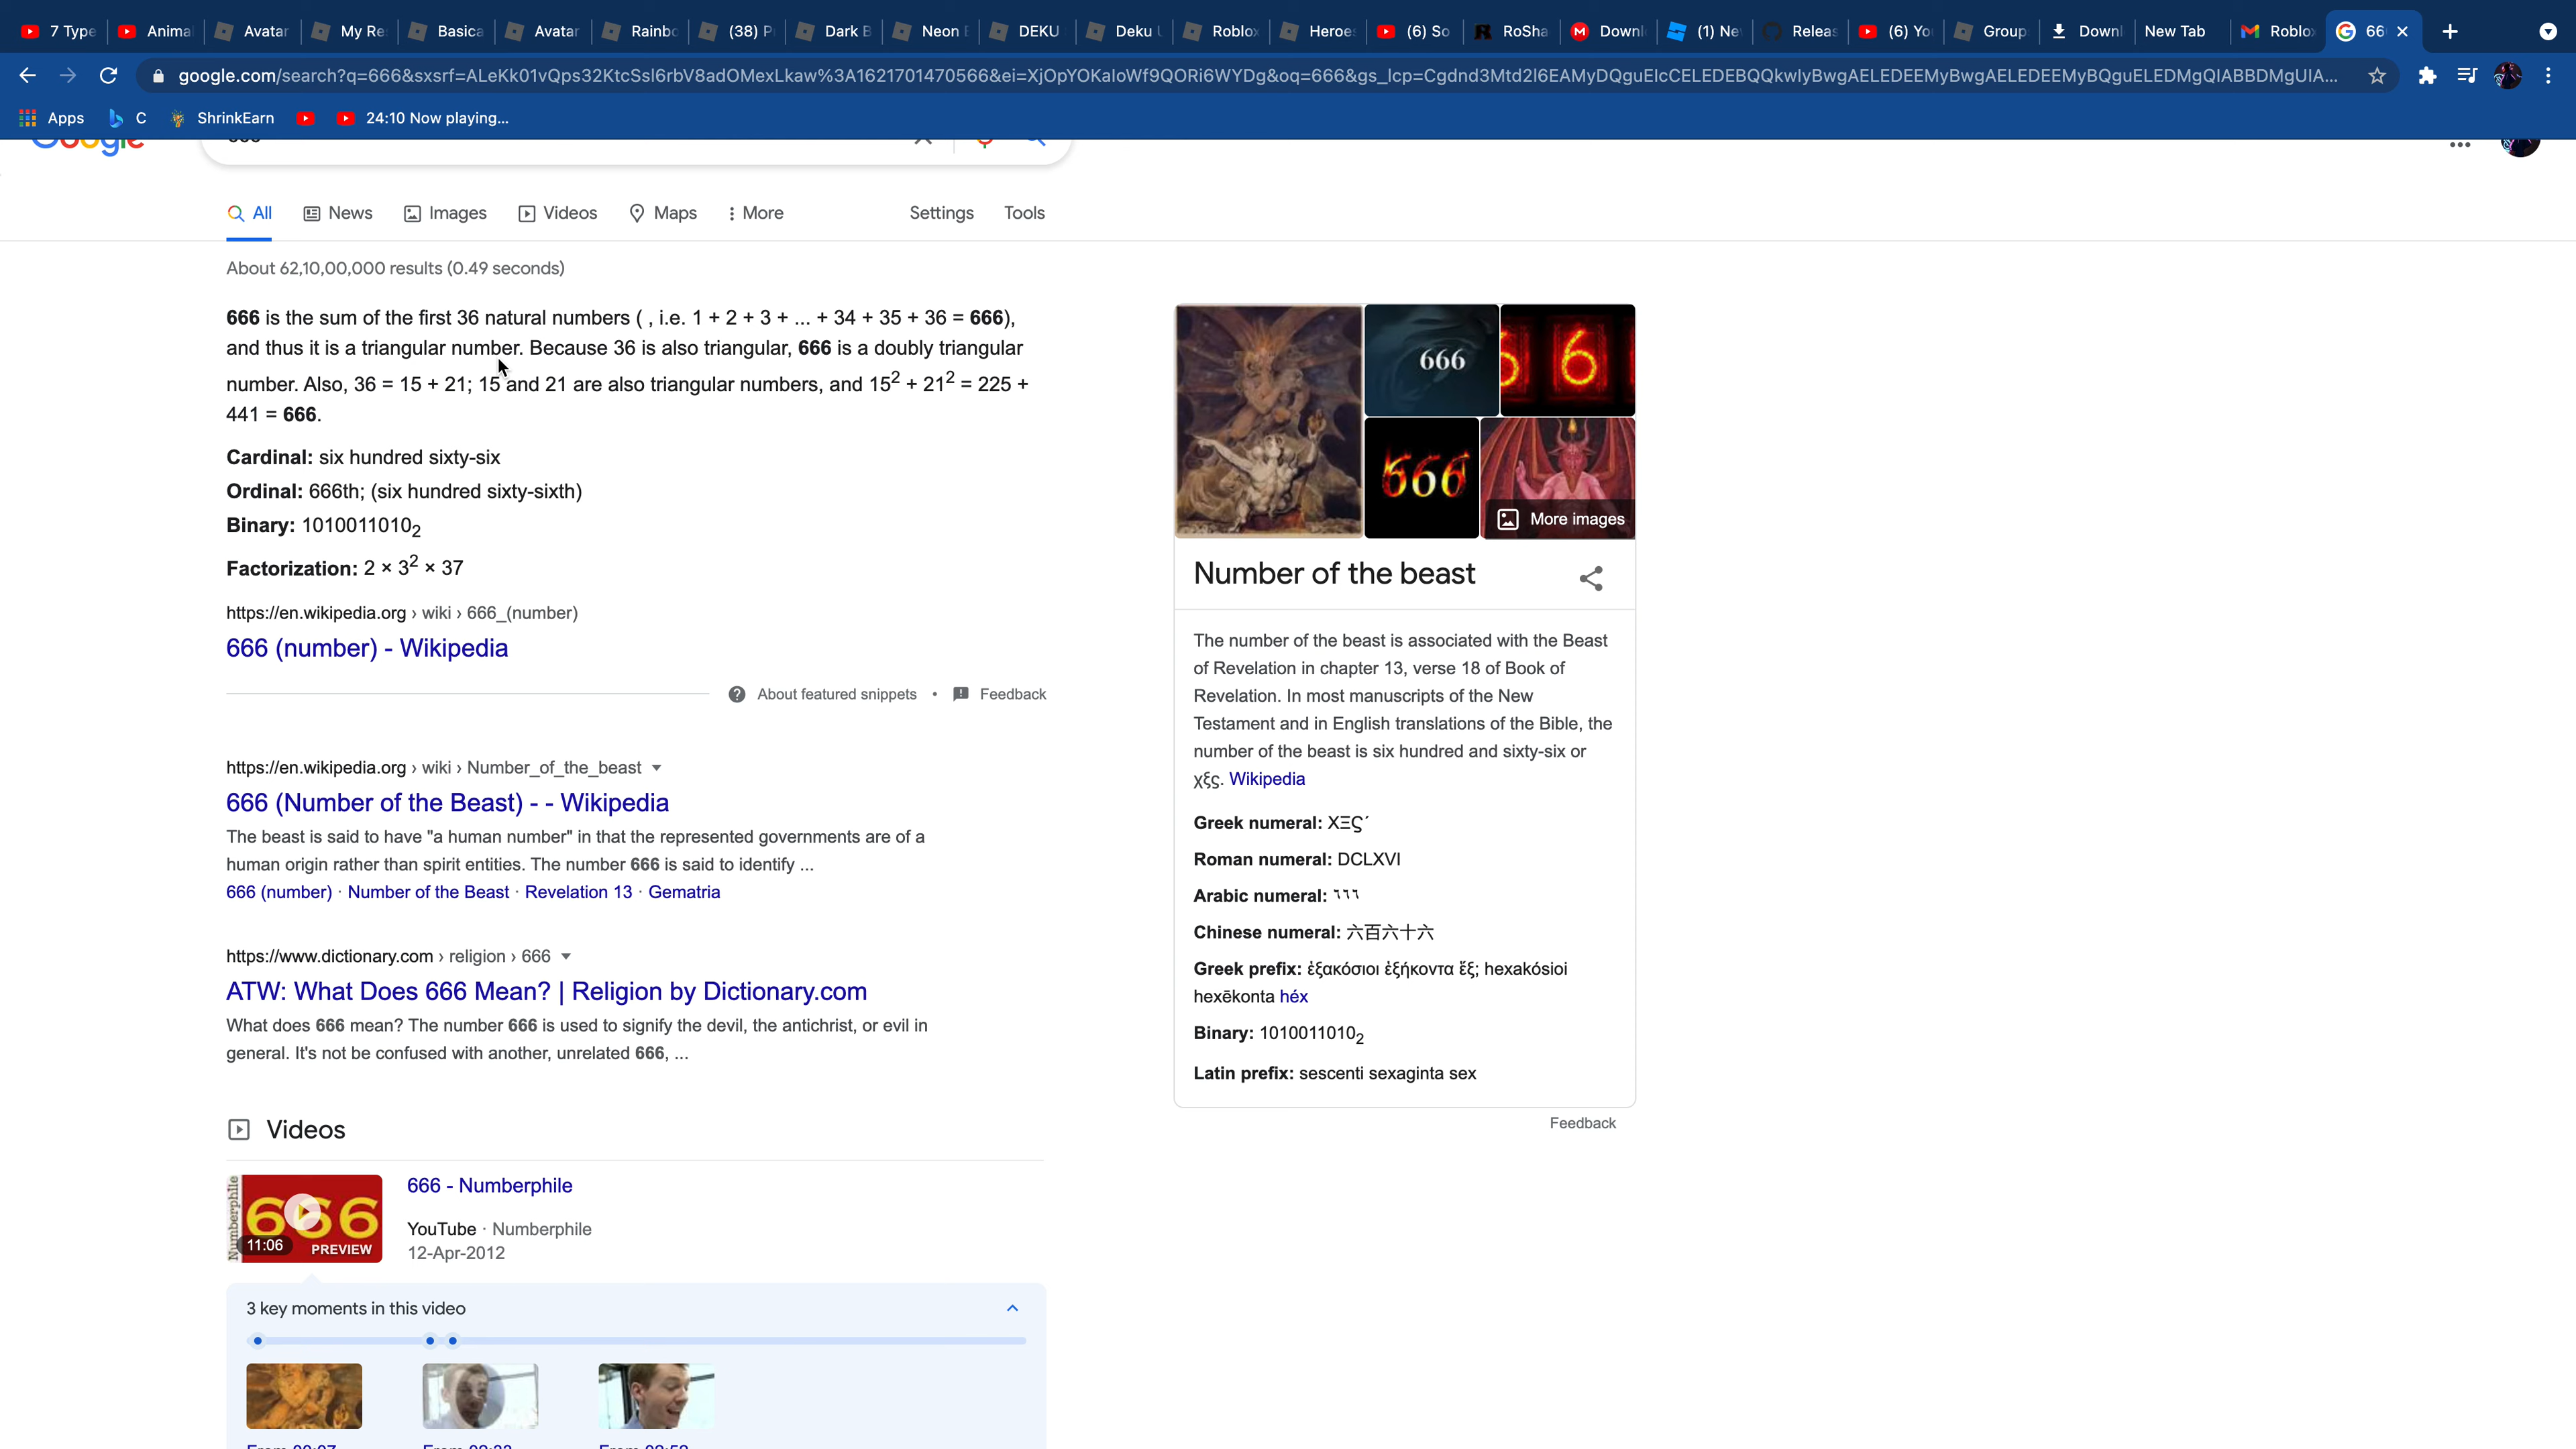 7 Type Anima Avatar My Re Basica Avatar Rainbo (38) P Dark B Neon DEKU Deku U Roblox Heroes (6) So RoSha Downl (1) Ne Releas (6) Yo Group Downl New Tab Roblox 66
google.com/search?q=666&sxsrf=ALeKk01vQps32KtcSsl6rbV8adOMexLkaw%3A1621701470566&ei=XjOpYOKaloWf9QORi6WYDg&oq=666&gs_lcp=Cgdnd3Mtd2l6EAMyDQguElcCELEDEBQQkwIyBwgAELEDEEMyBwgAELEDEEMyBQguELEDMgQIABBDMgUIA...
Apps C ShrinkEarn 24:10 Now playing...
Google 666
All News Images Videos Maps More Settings Tools
About 62,10,00,000 results (0.49 seconds)
666 is the sum of the first 36 natural numbers ( , i.e. 1 + 2 + 3 + ... + 34 + 35 + 36 = 666),
and thus it is a triangular number. Because 36 is also triangular, 666 is a doubly triangular
number. Also, 36 = 15 + 21; 15 and 21 are also triangular numbers, and 15² + 21² = 225 +
441 = 666.
Cardinal: six hundred sixty-six
Ordinal: 666th; (six hundred sixty-sixth)
Binary: 1010011010₂
Factorization: 2 × 3² × 37
https://en.wikipedia.org › wiki › 666_(number)
666 (number) - Wikipedia
About featured snippets • Feedback
https://en.wikipedia.org › wiki › Number_of_the_beast
666 (Number of the Beast) - - Wikipedia
The beast is said to have "a human number" in that the represented governments are of a
human origin rather than spirit entities. The number 666 is said to identify ...
666 (number) · Number of the Beast · Revelation 13 · Gematria
https://www.dictionary.com › religion › 666
ATW: What Does 666 Mean? | Religion by Dictionary.com
What does 666 mean? The number 666 is used to signify the devil, the antichrist, or evil in
general. It's not be confused with another, unrelated 666, ...
Videos
Numberphile
666
11:06 PREVIEW
666 - Numberphile
YouTube · Numberphile
12-Apr-2012
3 key moments in this video
666
6
666
More images
Number of the beast
The number of the beast is associated with the Beast
of Revelation in chapter 13, verse 18 of Book of
Revelation. In most manuscripts of the New
Testament and in English translations of the Bible, the
number of the beast is six hundred and sixty-six or
χξς. Wikipedia
Greek numeral: ΧΞϚ´
Roman numeral: DCLXVI
Arabic numeral: ٦٦٦
Chinese numeral: 六百六十六
Greek prefix: ἑξακόσιοι ἑξήκοντα ἕξ; hexakósioi
hexēkonta héx
Binary: 1010011010₂
Latin prefix: sescenti sexaginta sex
Feedback